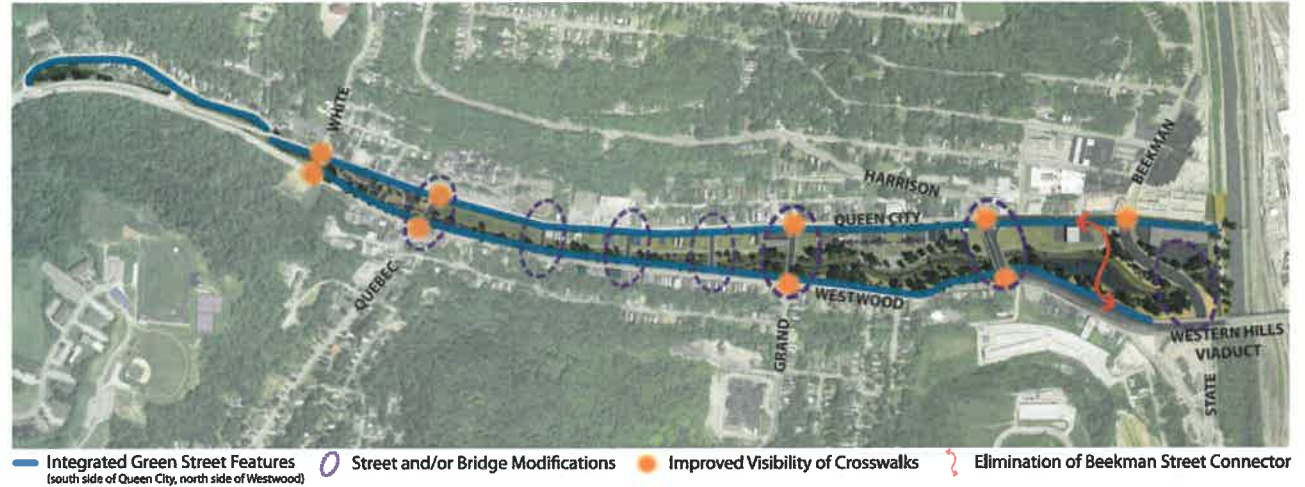 WHITE
BEEKMAN
HARRISON
QUEEN CITY
QUEBEC
WESTWOOD
GRAND
WESTERN HILLS
VIADUCT
STATE
Integrated Green Street Features
(south side of Queen City, north side of Westwood)
Street and/or Bridge Modifications
Improved Visibility of Crosswalks
Elimination of Beekman Street Connector